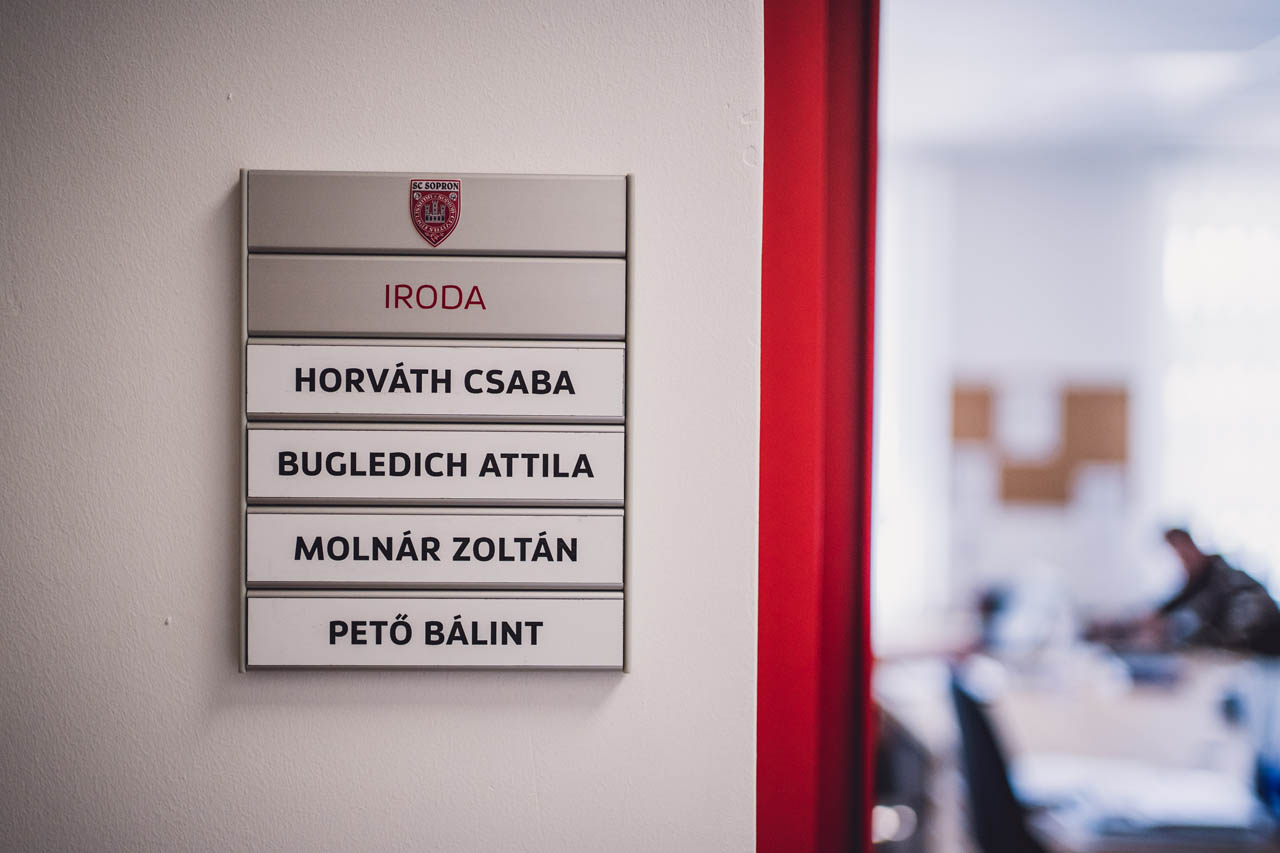 SC SOPRON
IRODA
HORVÁTH CSABA
BUGLEDICH ATTILA
MOLNÁR ZOLTÁN
PETŐ BÁLINT